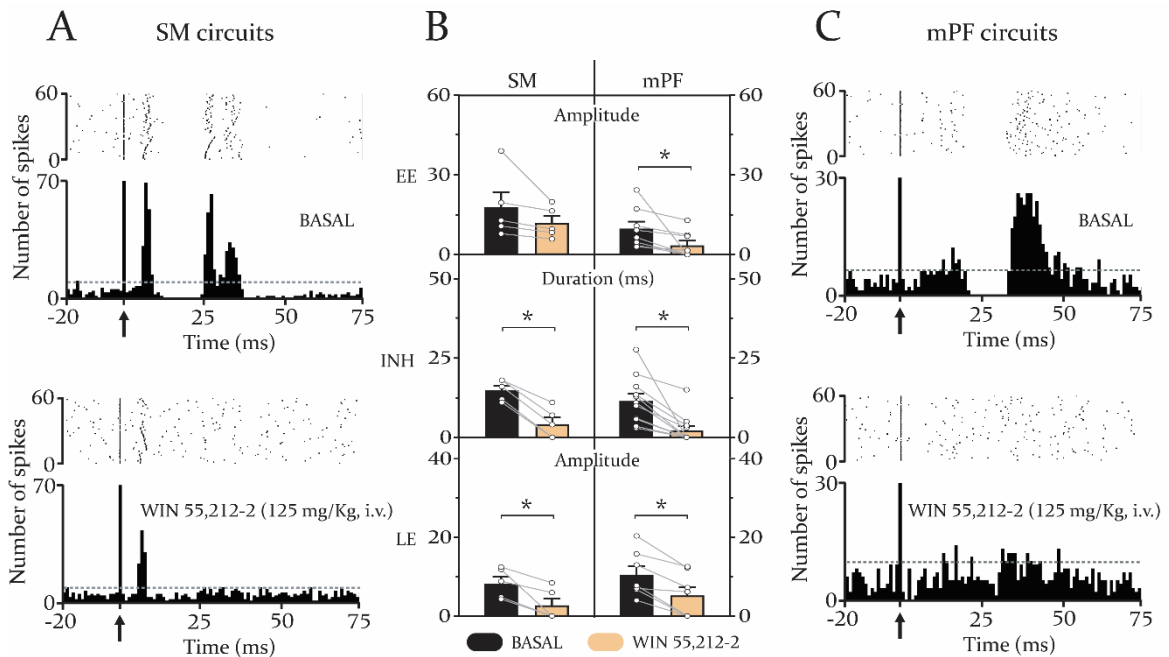 A
SM circuits
60
0
Number of spikes
70
BASAL
0
-20
0
25
50
75
Time (ms)
60
0
Number of spikes
70
WIN 55,212-2 (125 mg/Kg, i.v.)
0
-20
0
25
50
75
Time (ms)
B
SM
mPF
60
60
Amplitude
*
30
30
EE
0
0
50
50
Duration (ms)
*
*
25
25
INH
0
0
40
40
Amplitude
*
*
20
20
LE
0
0
BASAL
WIN 55,212-2
C
mPF circuits
60
0
Number of spikes
30
BASAL
0
-20
0
25
50
75
Time (ms)
60
0
Number of spikes
30
WIN 55,212-2 (125 mg/Kg, i.v.)
0
-20
0
25
50
75
Time (ms)